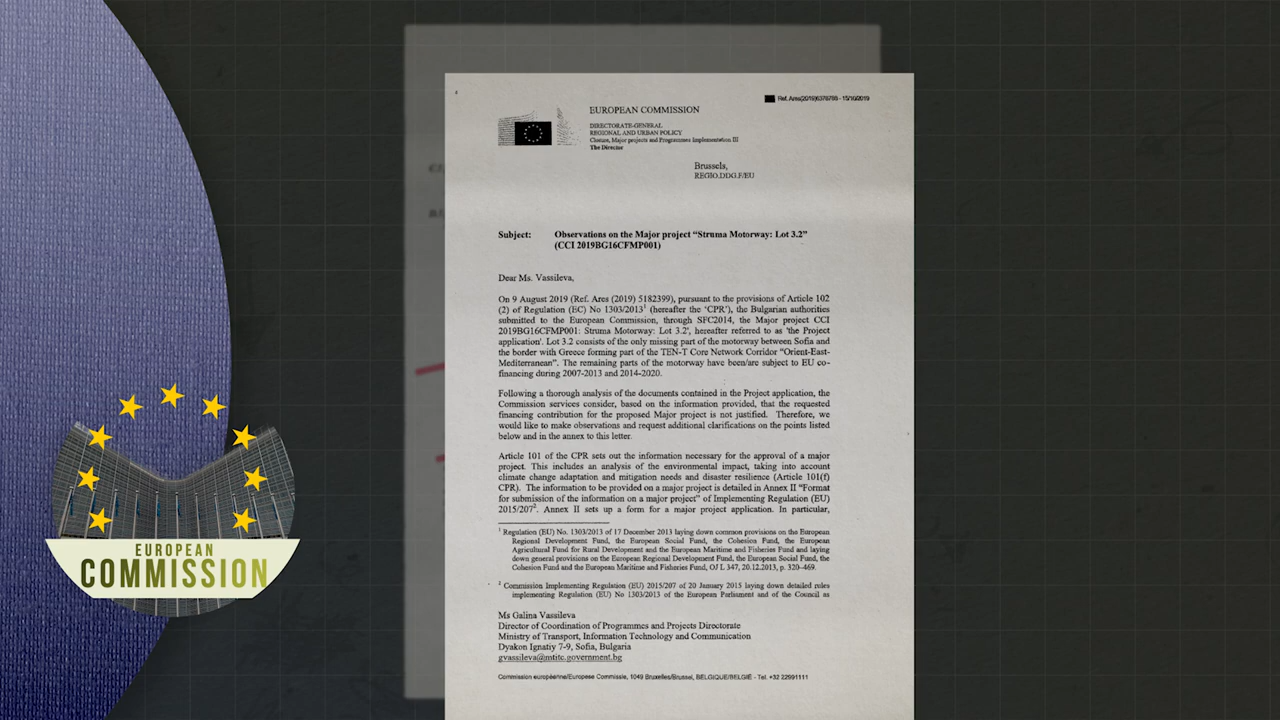 Ref. Ares(2019)6378785 - 15/10/2019
EUROPEAN COMMISSION
DIRECTORATE-GENERAL
REGIONAL AND URBAN POLICY
Closure, Major projects and Programmes Implementation III
The Director
Brussels,
REGIO.DDG.F/EU
Subject: Observations on the Major project “Struma Motorway: Lot 3.2”
(CCI 2019BG16CFMP001)
Dear Ms. Vassileva,
On 9 August 2019 (Ref. Ares (2019) 5182399), pursuant to the provisions of Article 102
(2) of Regulation (EC) No 1303/2013¹ (hereafter the ‘CPR’), the Bulgarian authorities
submitted to the European Commission, through SFC2014, the Major project CCI
2019BG16CFMP001: Struma Motorway: Lot 3.2', hereafter referred to as 'the Project
application'. Lot 3.2 consists of the only missing part of the motorway between Sofia and
the border with Greece forming part of the TEN-T Core Network Corridor “Orient-East-
Mediterranean”. The remaining parts of the motorway have been/are subject to EU co-
financing during 2007-2013 and 2014-2020.
Following a thorough analysis of the documents contained in the Project application, the
Commission services consider, based on the information provided, that the requested
financing contribution for the proposed Major project is not justified. Therefore, we
would like to make observations and request additional clarifications on the points listed
below and in the annex to this letter.
Article 101 of the CPR sets out the information necessary for the approval of a major
project. This includes an analysis of the environmental impact, taking into account
climate change adaptation and mitigation needs and disaster resilience (Article 101(f)
CPR). The information to be provided on a major project is detailed in Annex II “Format
for submission of the information on a major project” of Implementing Regulation (EU)
2015/207². Annex II sets up a form for a major project application. In particular,
¹ Regulation (EU) No. 1303/2013 of 17 December 2013 laying down common provisions on the European
Regional Development Fund, the European Social Fund, the Cohesion Fund, the European
Agricultural Fund for Rural Development and the European Maritime and Fisheries Fund and laying
down general provisions on the European Regional Development Fund, the European Social Fund, the
Cohesion Fund and the European Maritime and Fisheries Fund, OJ L 347, 20.12.2013, p. 320–469.
² Commission Implementing Regulation (EU) 2015/207 of 20 January 2015 laying down detailed rules
implementing Regulation (EU) No 1303/2013 of the European Parliament and of the Council as
Ms Galina Vassileva
Director of Coordination of Programmes and Projects Directorate
Ministry of Transport, Information Technology and Communication
Dyakon Ignatiy 7-9, Sofia, Bulgaria
gvassileva@mtitc.government.bg
Commission européenne/Europese Commissie, 1049 Bruxelles/Brussel, BELGIQUE/BELGIË - Tel. +32 22991111
EUROPEAN
COMMISSION